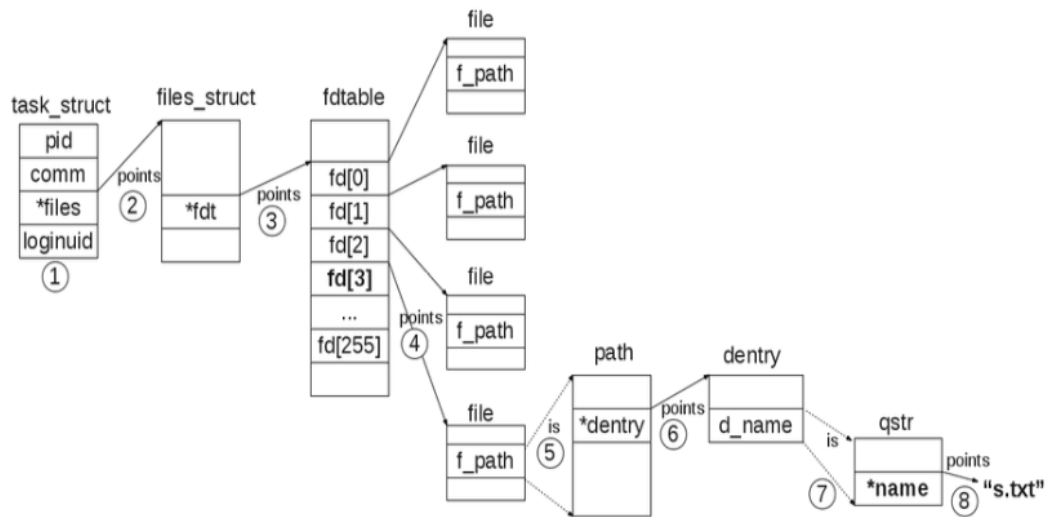 file
f_path
task_struct
pid
comm
*files
loginuid
1
points
2
files_struct
*fdt
points
3
fdtable
fd[0]
fd[1]
fd[2]
fd[3]
...
fd[255]
file
f_path
file
f_path
points
4
file
f_path
is
5
path
*dentry
points
6
dentry
d_name
is
7
qstr
*name
points
8
“s.txt”